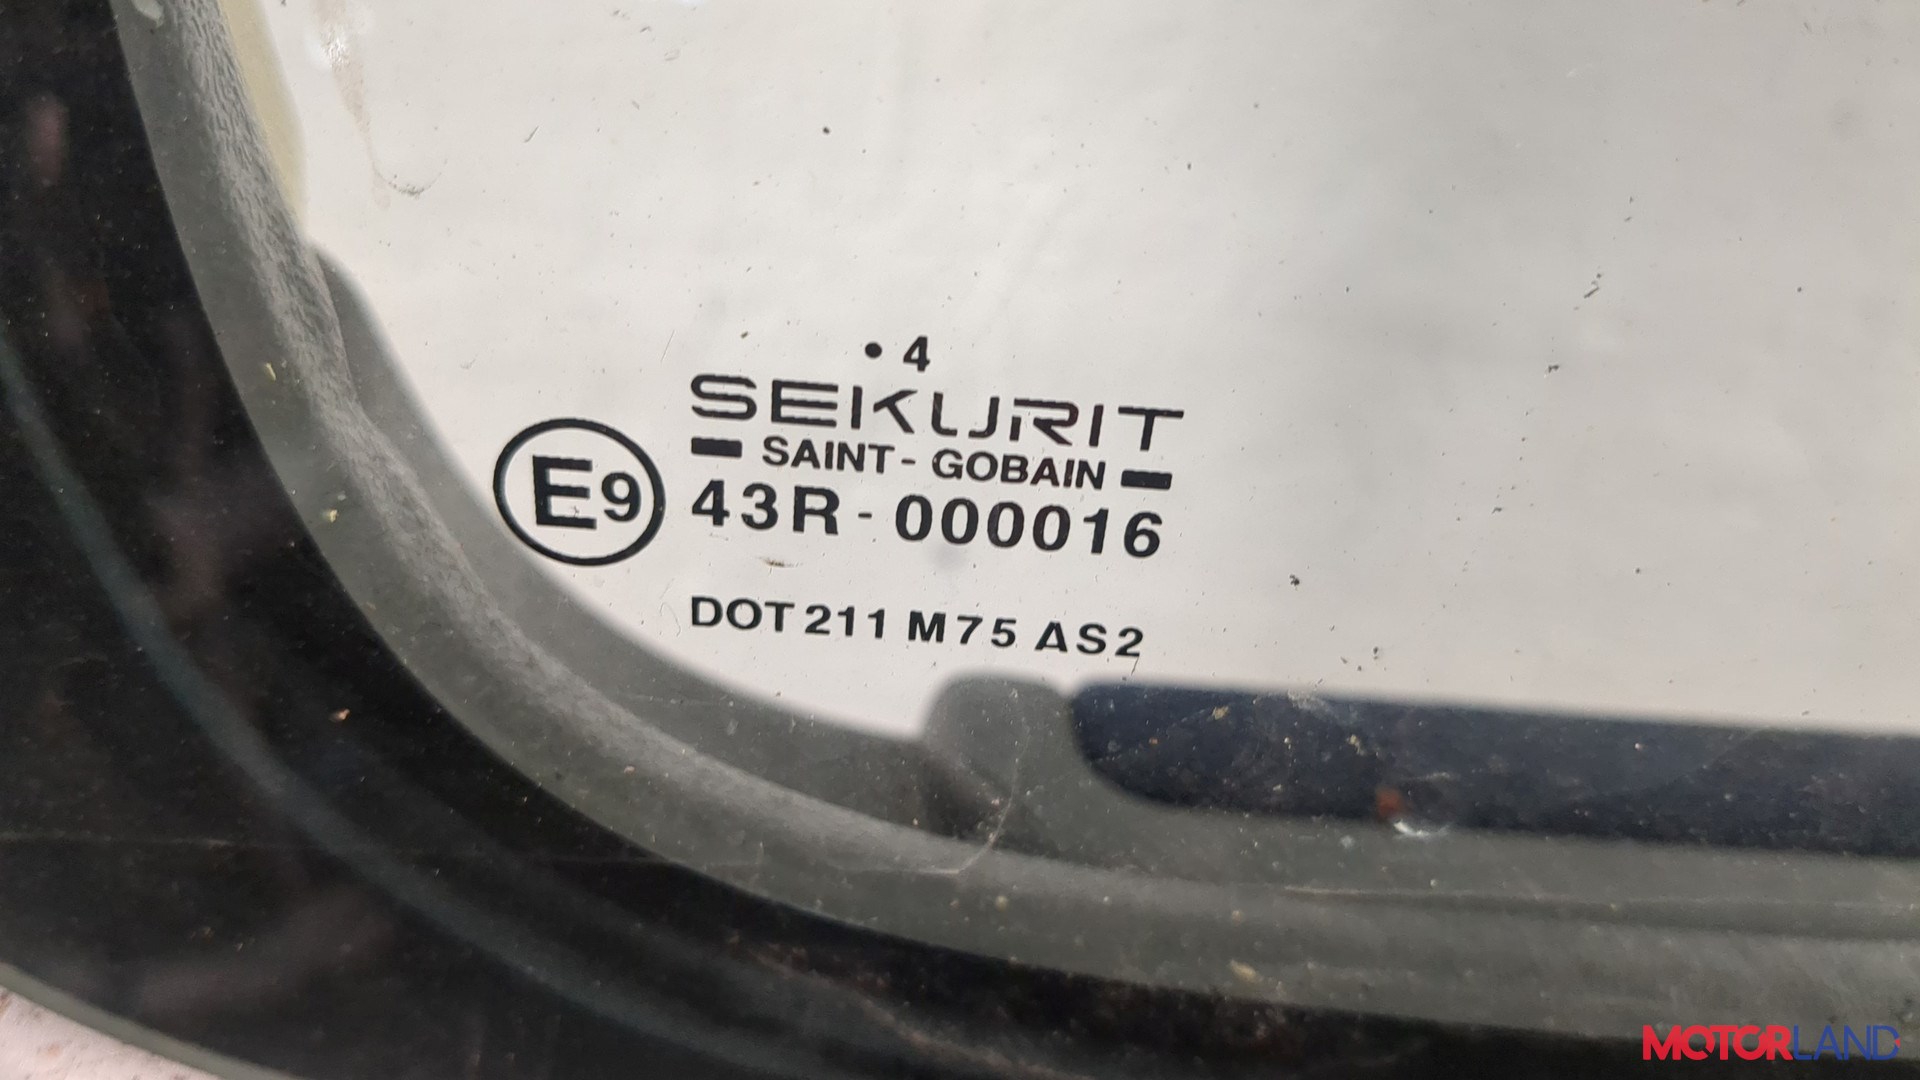 • 4
SEKURIT
SAINT-GOBAIN
E9
43R-000016
DOT 211 M75 AS2
MOTORLAND